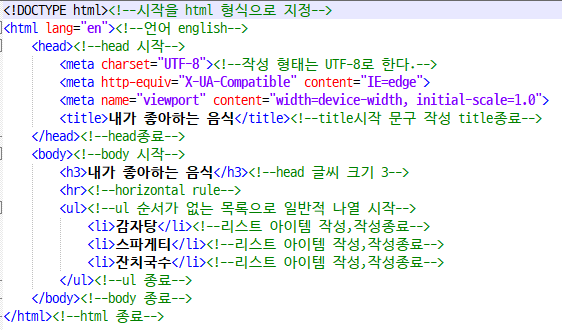 <!DOCTYPE html><!--시작을 html 형식으로 지정-->
<html lang="en"><!--언어 english-->
<head><!--head 시작-->
<meta charset="UTF-8"><!--작성 형태는 UTF-8로 한다.-->
<meta http-equiv="X-UA-Compatible" content="IE=edge">
<meta name="viewport" content="width=device-width, initial-scale=1.0">
<title>내가 좋아하는 음식</title><!--title시작 문구 작성 title종료-->
</head><!--head종료-->
<body><!--body 시작-->
<h3>내가 좋아하는 음식</h3><!--head 글씨 크기 3-->
<hr><!--horizontal rule-->
<ul><!--ul 순서가 없는 목록으로 일반적 나열 시작-->
<li>감자탕</li><!--리스트 아이템 작성,작성종료-->
<li>스파게티</li><!--리스트 아이템 작성,작성종료-->
<li>잔치국수</li><!--리스트 아이템 작성,작성종료-->
</ul><!--ul 종료-->
</body><!--body 종료-->
</html><!--html 종료-->